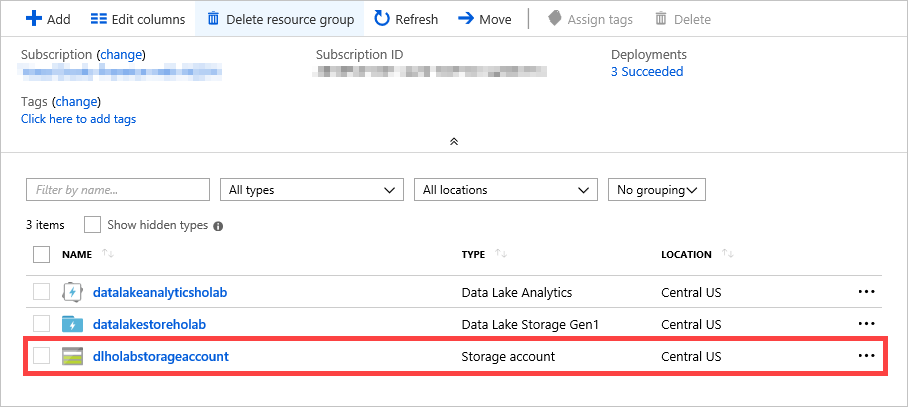 Add Edit columns Delete resource group Refresh Move Assign tags Delete
Subscription (change) Subscription ID Deployments
3 Succeeded
Tags (change)
Click here to add tags
Filter by name... All types All locations No grouping
3 items Show hidden types
NAME TYPE LOCATION
datalakeanalyticsholab Data Lake Analytics Central US
datalakestoreholab Data Lake Storage Gen1 Central US
dlholabstorageaccount Storage account Central US